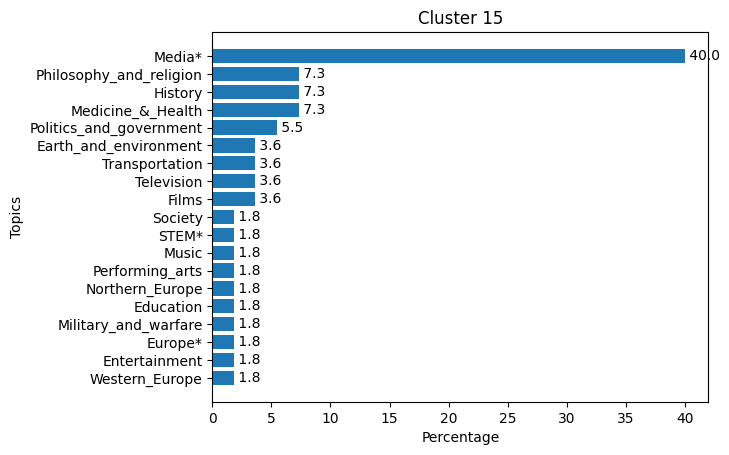 Cluster 15
Media* 40.0
Philosophy_and_religion 7.3
History 7.3
Medicine_&_Health 7.3
Politics_and_government 5.5
Earth_and_environment 3.6
Transportation 3.6
Television 3.6
Films 3.6
Society 1.8
STEM* 1.8
Music 1.8
Performing_arts 1.8
Northern_Europe 1.8
Education 1.8
Military_and_warfare 1.8
Europe* 1.8
Entertainment 1.8
Western_Europe 1.8
Topics
0 5 10 15 20 25 30 35 40
Percentage